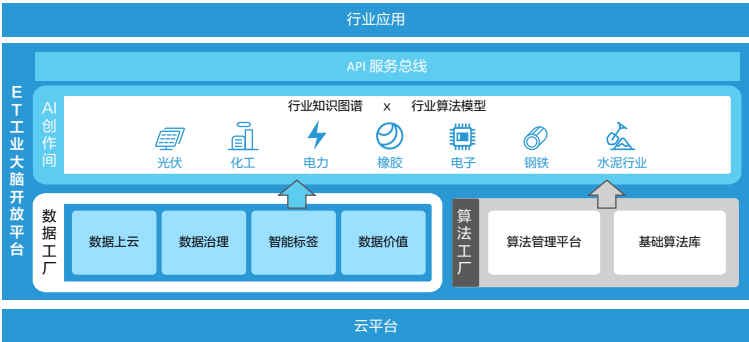 行业应用
API 服务总线
ET工业大脑开放平台
AI创作间
行业知识图谱 x 行业算法模型
光伏 化工 电力 橡胶 电子 钢铁 水泥行业
数据工厂
数据上云 数据治理 智能标签 数据价值
算法工厂
算法管理平台 基础算法库
云平台